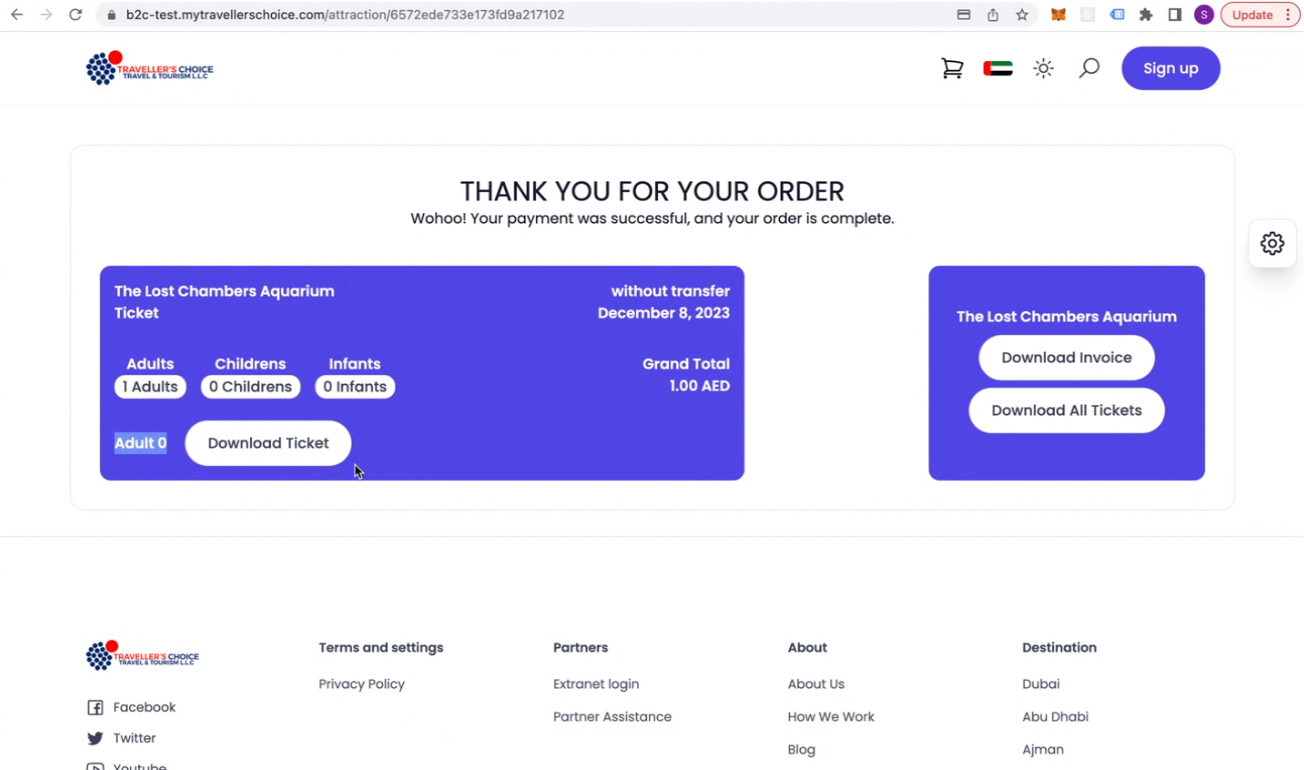 b2c-test.mytravellerschoice.com/attraction/6572ede733e173fd9a217102
S
Update
TRAVELLER'S CHOICE
TRAVEL & TOURISM L.L.C
Sign up
THANK YOU FOR YOUR ORDER
Wohoo! Your payment was successful, and your order is complete.
The Lost Chambers Aquarium
Ticket
without transfer
December 8, 2023
Adults
Childrens
Infants
1 Adults
0 Childrens
0 Infants
Grand Total
1.00 AED
Adult 0
Download Ticket
The Lost Chambers Aquarium
Download Invoice
Download All Tickets
TRAVELLER'S CHOICE
TRAVEL & TOURISM L.L.C
Facebook
Twitter
Youtube
Terms and settings
Privacy Policy
Partners
Extranet login
Partner Assistance
About
About Us
How We Work
Blog
Destination
Dubai
Abu Dhabi
Ajman